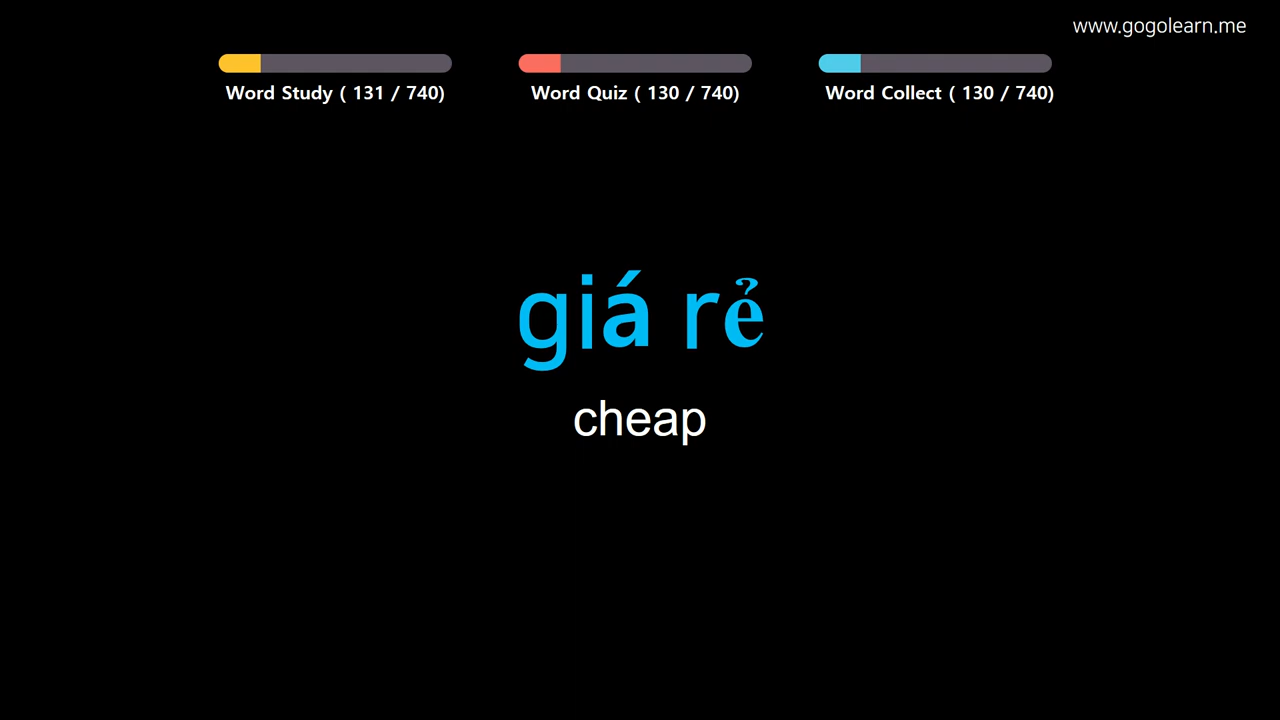 www.gogolearn.me
Word Study ( 131 / 740)
Word Quiz ( 130 / 740)
Word Collect ( 130 / 740)
giá rẻ
cheap